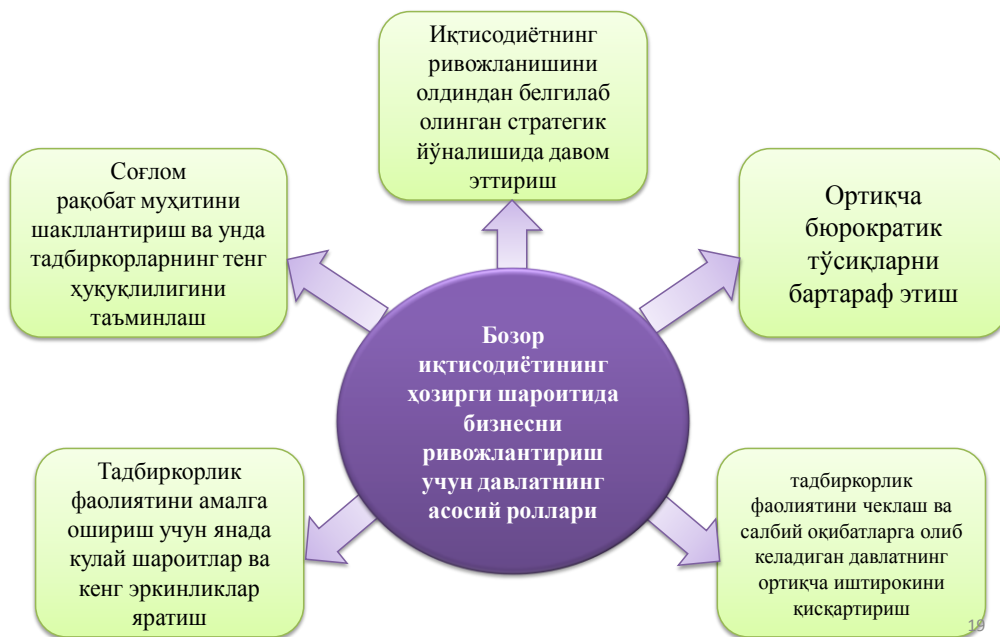 Иқтисодиётнинг
ривожланишини
олдиндан белгилаб
олинган стратегик
йўналишида давом
эттириш
Соғлом
рақобат муҳитини
шакллантириш ва унда
тадбиркорларнинг тенг
ҳуқуқлилигини
таъминлаш
Ортиқча
бюрократик
тўсиқларни
бартараф этиш
Бозор
иқтисодиётининг
ҳозирги шароитида
бизнесни
ривожлантириш
учун давлатнинг
асосий роллари
Тадбиркорлик
фаолиятини амалга
ошириш учун янада
кулай шароитлар ва
кенг эркинликлар
яратиш
тадбиркорлик
фаолиятини чеклаш ва
салбий оқибатларга олиб
келадиган давлатнинг
ортиқча иштирокини
қисқартириш
19